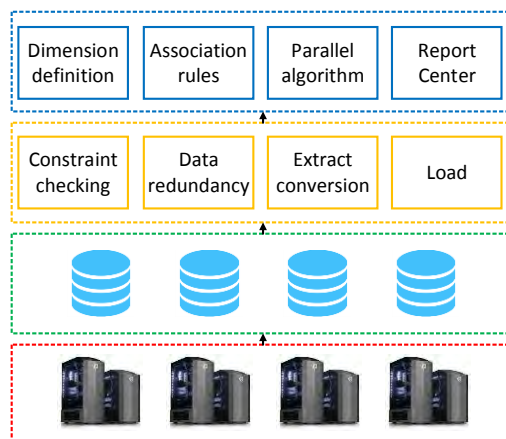 Dimension
definition
Association
rules
Parallel
algorithm
Report
Center
Constraint
checking
Data
redundancy
Extract
conversion
Load